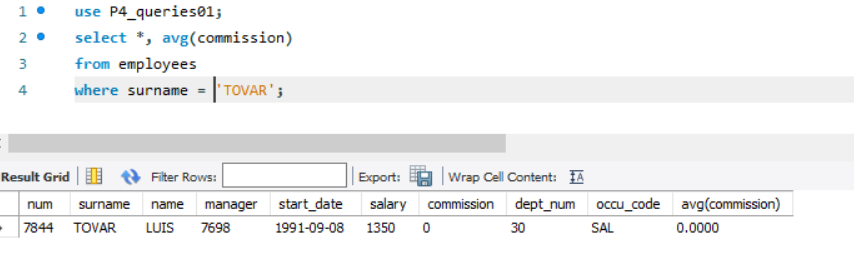 1 use P4_queries01;
2 select *, avg(commission)
3 from employees
4 where surname = 'TOVAR';
Result Grid Filter Rows: Export: Wrap Cell Content: IA
num surname name manager start_date salary commission dept_num occu_code avg(commission)
7844 TOVAR LUIS 7698 1991-09-08 1350 0 30 SAL 0.0000